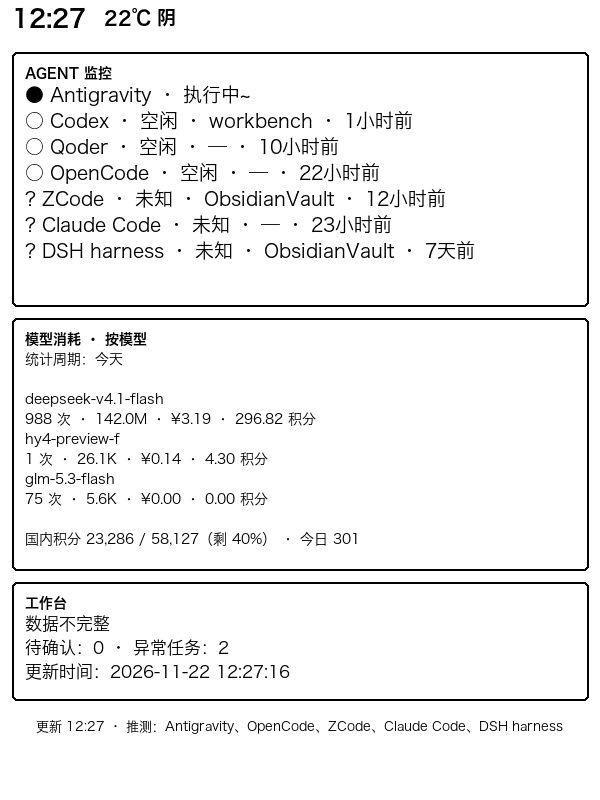 12:27 22℃ 阴
AGENT 监控
● Antigravity · 执行中~
○ Codex · 空闲 · workbench · 1小时前
○ Qoder · 空闲 · — · 10小时前
○ OpenCode · 空闲 · — · 22小时前
? ZCode · 未知 · ObsidianVault · 12小时前
? Claude Code · 未知 · — · 23小时前
? DSH harness · 未知 · ObsidianVault · 7天前
模型消耗 · 按模型
统计周期：今天
deepseek-v4.1-flash
988 次 · 142.0M · ¥3.19 · 296.82 积分
hy4-preview-f
1 次 · 26.1K · ¥0.14 · 4.30 积分
glm-5.3-flash
75 次 · 5.6K · ¥0.00 · 0.00 积分
国内积分 23,286 / 58,127（剩 40%） · 今日 301
工作台
数据不完整
待确认：0 · 异常任务：2
更新时间：2026-11-22 12:27:16
更新 12:27 · 推测：Antigravity、OpenCode、ZCode、Claude Code、DSH harness